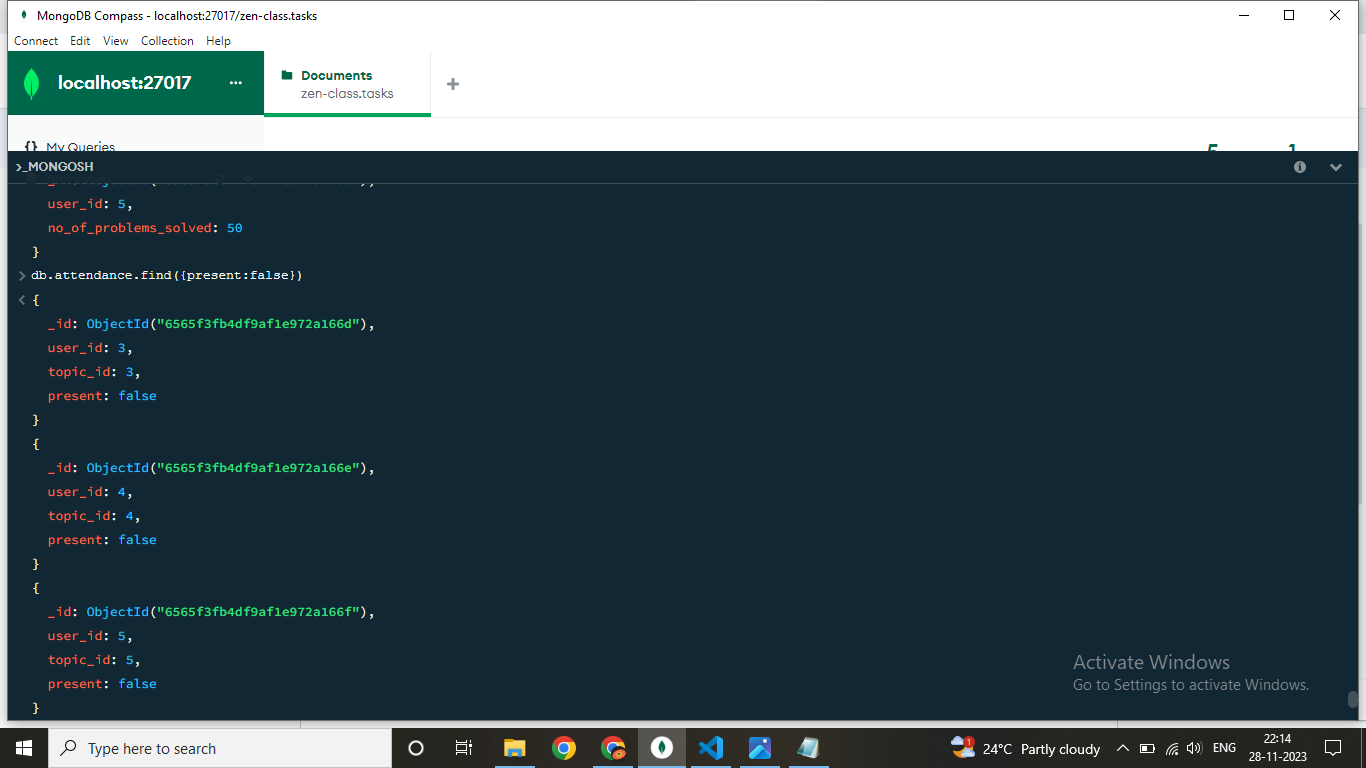 MongoDB Compass - localhost:27017/zen-class.tasks
Connect Edit View Collection Help
localhost:27017 ...
Documents
zen-class.tasks
+
{} My Queries
5 1
>_MONGOSH
user_id: 5,
no_of_problems_solved: 50
}
> db.attendance.find({present:false})
< {
_id: ObjectId("6565f3fb4df9af1e972a166d"),
user_id: 3,
topic_id: 3,
present: false
}
{
_id: ObjectId("6565f3fb4df9af1e972a166e"),
user_id: 4,
topic_id: 4,
present: false
}
{
_id: ObjectId("6565f3fb4df9af1e972a166f"),
user_id: 5,
topic_id: 5,
present: false
}
Activate Windows
Go to Settings to activate Windows.
Type here to search
1
24°C Partly cloudy
ENG
22:14
28-11-2023